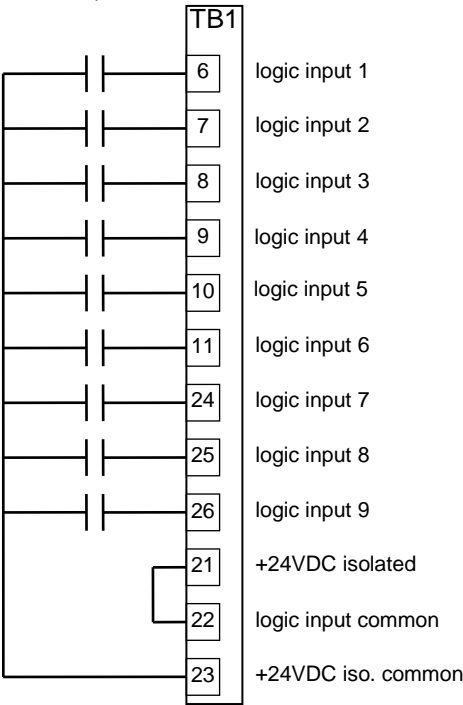 TB1
6 logic input 1
7 logic input 2
8 logic input 3
9 logic input 4
10 logic input 5
11 logic input 6
24 logic input 7
25 logic input 8
26 logic input 9
21 +24VDC isolated
22 logic input common
23 +24VDC iso. common